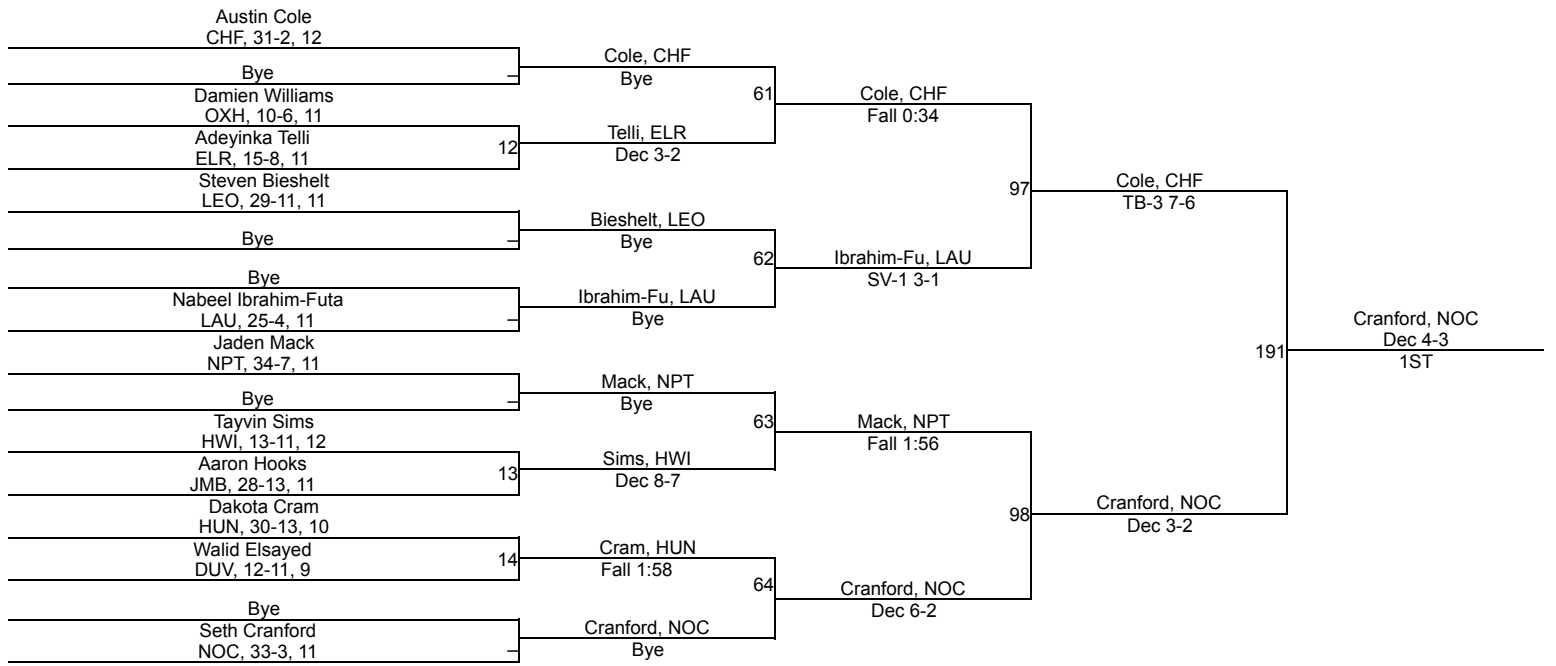 Austin Cole
CHF, 31-2, 12
Bye
–
Damien Williams
OXH, 10-6, 11
Adeyinka Telli
ELR, 15-8, 11
12
Steven Bieshelt
LEO, 29-11, 11
Bye
–
Bye
Nabeel Ibrahim-Futa
LAU, 25-4, 11
–
Jaden Mack
NPT, 34-7, 11
Bye
–
Tayvin Sims
HWI, 13-11, 12
Aaron Hooks
JMB, 28-13, 11
13
Dakota Cram
HUN, 30-13, 10
Walid Elsayed
DUV, 12-11, 9
14
Bye
Seth Cranford
NOC, 33-3, 11
–
Cole, CHF
Bye
61
Telli, ELR
Dec 3-2
Bieshelt, LEO
Bye
62
Ibrahim-Fu, LAU
Bye
Mack, NPT
Bye
63
Sims, HWI
Dec 8-7
Cram, HUN
Fall 1:58
64
Cranford, NOC
Bye
Cole, CHF
Fall 0:34
97
Ibrahim-Fu, LAU
SV-1 3-1
Mack, NPT
Fall 1:56
98
Cranford, NOC
Dec 6-2
Cole, CHF
TB-3 7-6
191
Cranford, NOC
Dec 3-2
Cranford, NOC
Dec 4-3
1ST